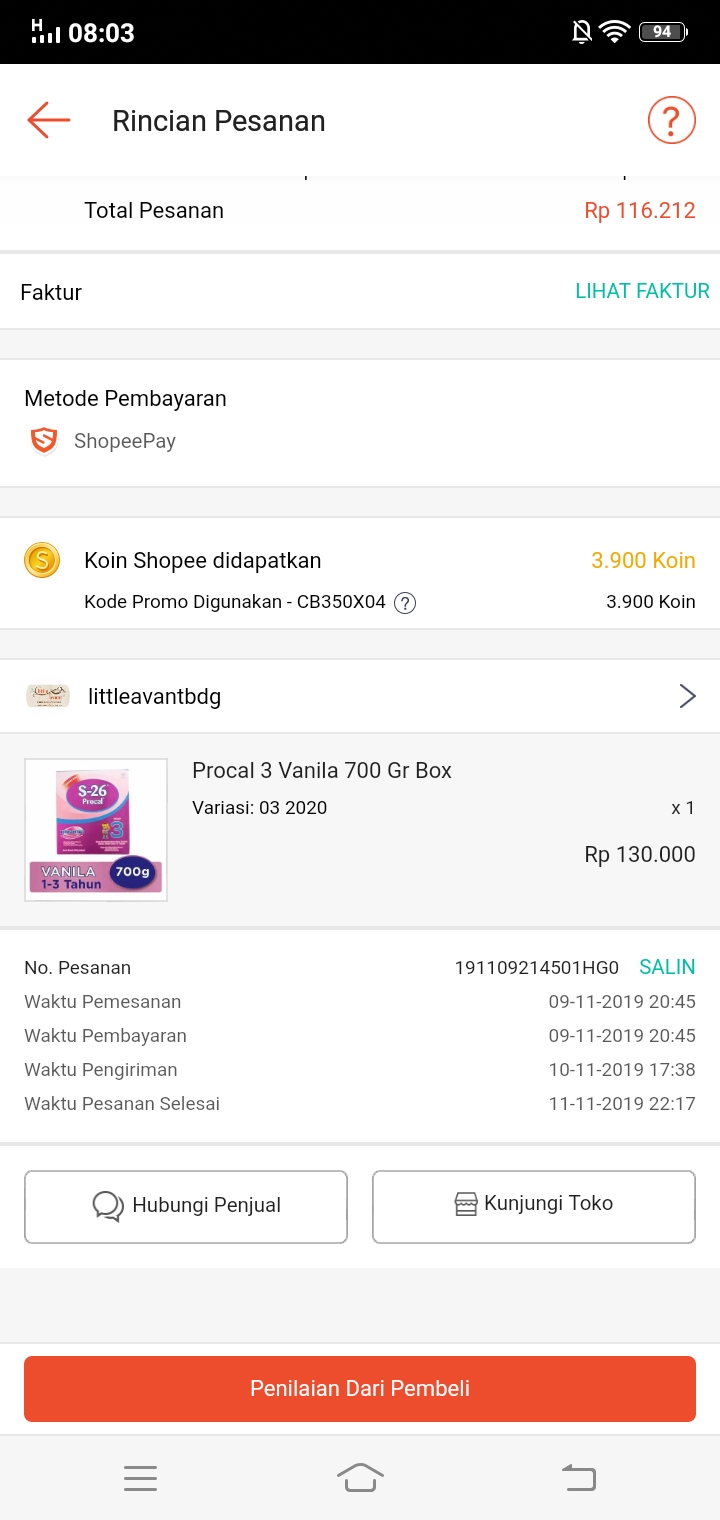 H
08:03
94
Rincian Pesanan
?
Total Pesanan Rp 116.212
Faktur LIHAT FAKTUR
Metode Pembayaran
ShopeePay
Koin Shopee didapatkan 3.900 Koin
Kode Promo Digunakan - CB350X04 ? 3.900 Koin
littleavantbdg
Procal 3 Vanila 700 Gr Box
Variasi: 03 2020 x 1
Rp 130.000
S-26
Procal
3
VANILA 700g
1-3 Tahun
No. Pesanan 191109214501HG0 SALIN
Waktu Pemesanan 09-11-2019 20:45
Waktu Pembayaran 09-11-2019 20:45
Waktu Pengiriman 10-11-2019 17:38
Waktu Pesanan Selesai 11-11-2019 22:17
Hubungi Penjual Kunjungi Toko
Penilaian Dari Pembeli